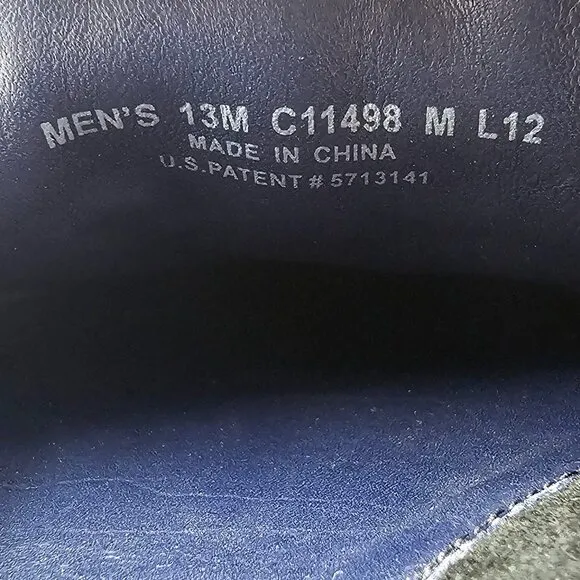 MEN'S 13M C11498 M L12
MADE IN CHINA
U.S.PATENT # 5713141